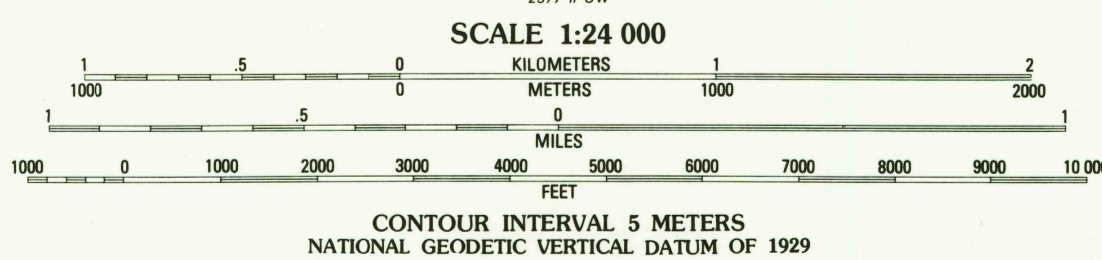 SCALE 1:24 000
1 .5 0 KILOMETERS 1 2
1000 0 METERS 1000 2000
1 .5 0 1
MILES
1000 0 1000 2000 3000 4000 5000 6000 7000 8000 9000 10 000
FEET
CONTOUR INTERVAL 5 METERS
NATIONAL GEODETIC VERTICAL DATUM OF 1929